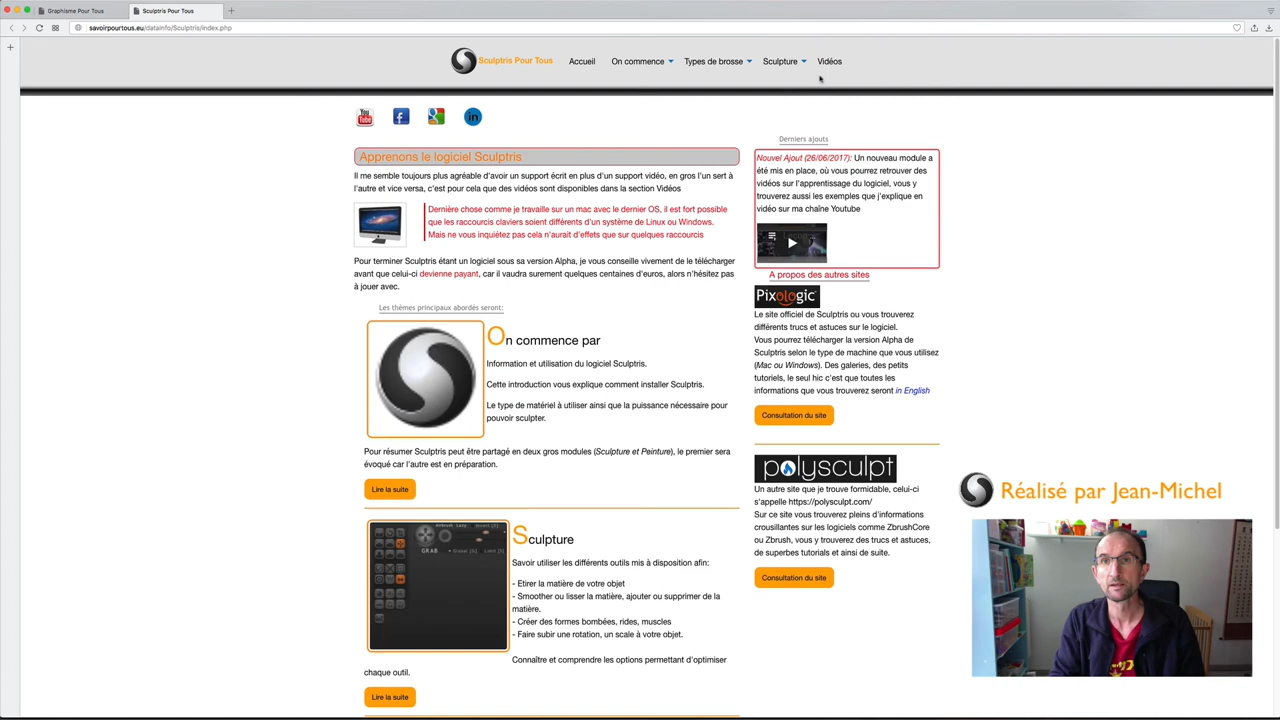 Graphisme Pour Tous
Sculptris Pour Tous
savoirpourtous.eu/datainfo/Sculptris/index.php
Sculptris Pour Tous
Accueil
On commence
Types de brosse
Sculpture
Vidéos
You
Tube
Apprenons le logiciel Sculptris
Il me semble toujours plus agréable d'avoir un support écrit en plus d'un support vidéo, en gros l'un sert à
l'autre et vice versa, c'est pour cela que des vidéos sont disponibles dans la section Vidéos
Dernière chose comme je travaille sur un mac avec le dernier OS, il est fort possible
que les raccourcis claviers soient différents d'un système de Linux ou Windows.
Mais ne vous inquiétez pas cela n'aurait d'effets que sur quelques raccourcis
Pour terminer Sculptris étant un logiciel sous sa version Alpha, je vous conseille vivement de le télécharger
avant que celui-ci devienne payant, car il vaudra surement quelques centaines d'euros, alors n'hésitez pas
à jouer avec.
Les thèmes principaux abordés seront:
On commence par
Information et utilisation du logiciel Sculptris.
Cette introduction vous explique comment installer Sculptris.
Le type de matériel à utiliser ainsi que la puissance nécessaire pour
pouvoir sculpter.
Pour résumer Sculptris peut être partagé en deux gros modules (Sculpture et Peinture), le premier sera
évoqué car l'autre est en préparation.
Lire la suite
GRAB
Sculpture
Savoir utiliser les différents outils mis à disposition afin:
- Etirer la matière de votre objet
- Smoother ou lisser la matière, ajouter ou supprimer de la
matière.
- Créer des formes bombées, rides, muscles
- Faire subir une rotation, un scale à votre objet.
Connaître et comprendre les options permettant d'optimiser
chaque outil.
Lire la suite
Derniers ajouts
Nouvel Ajout (26/06/2017): Un nouveau module a
été mis en place, où vous pourrez retrouver des
vidéos sur l'apprentissage du logiciel, vous y
trouverez aussi les exemples que j'explique en
vidéo sur ma chaîne Youtube
A propos des autres sites
Pixologic
Le site officiel de Sculptris ou vous trouverez
différents trucs et astuces sur le logiciel.
Vous pourrez télécharger la version Alpha de
Sculptris selon le type de machine que vous utilisez
(Mac ou Windows). Des galeries, des petits
tutoriels, le seul hic c'est que toutes les
informations que vous trouverez seront in English
Consultation du site
polysculpt
Un autre site que je trouve formidable, celui-ci
s'appelle https://polysculpt.com/
Sur ce site vous trouverez pleins d'informations
crousillantes sur les logiciels comme ZbrushCore
ou Zbrush, vous y trouverez des trucs et astuces,
de superbes tutorials et ainsi de suite.
Consultation du site
Réalisé par Jean-Michel